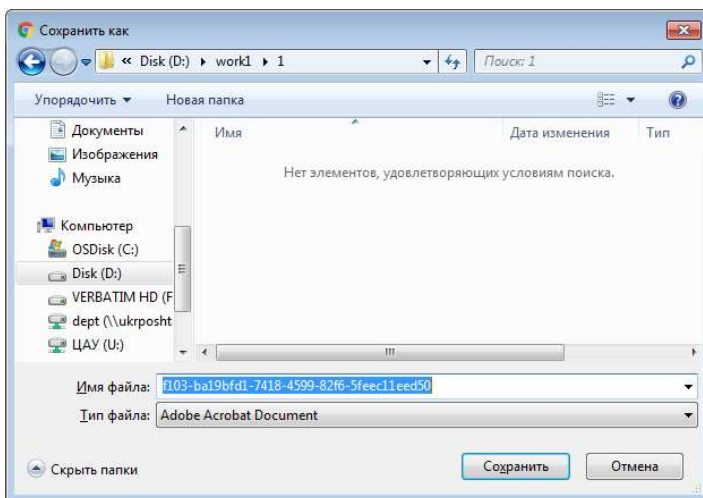 Сохранить как
« Disk (D:) ▸ work1 ▸ 1
Поиск: 1
Упорядочить ▼ Новая папка
Документы
Изображения
Музыка
Компьютер
OSDisk (C:)
Disk (D:)
VERBATIM HD (F
dept (\\ukrposht
ЦАУ (U:)
Имя Дата изменения Тип
Нет элементов, удовлетворяющих условиям поиска.
Имя файла: f103-ba19bfd1-7418-4599-82f6-5feec11eed50
Тип файла: Adobe Acrobat Document
Скрыть папки
Сохранить Отмена